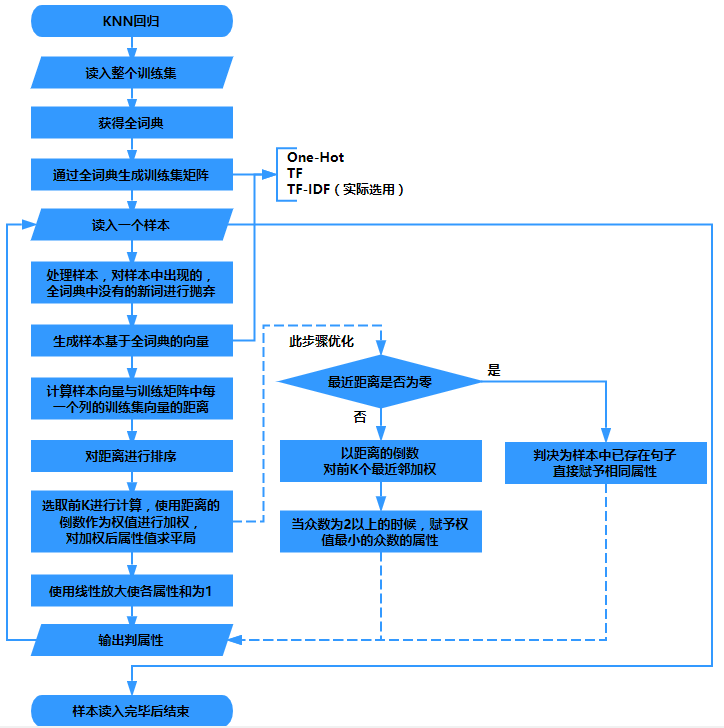 KNN回归
读入整个训练集
获得全词典
通过全词典生成训练集矩阵
One-Hot
TF
TF-IDF（实际选用）
读入一个样本
处理样本，对样本中出现的，
全词典中没有的新词进行抛弃
生成样本基于全词典的向量
计算样本向量与训练矩阵中每
一个列的训练集向量的距离
对距离进行排序
选取前K进行计算，使用距离的
倒数作为权值进行加权，
对加权后属性值求平局
使用线性放大使各属性和为1
输出判属性
样本读入完毕后结束
此步骤优化
最近距离是否为零
是
否
以距离的倒数
对前K个最近邻加权
当众数为2以上的时候，赋予权
值最小的众数的属性
判决为样本中已存在句子
直接赋予相同属性